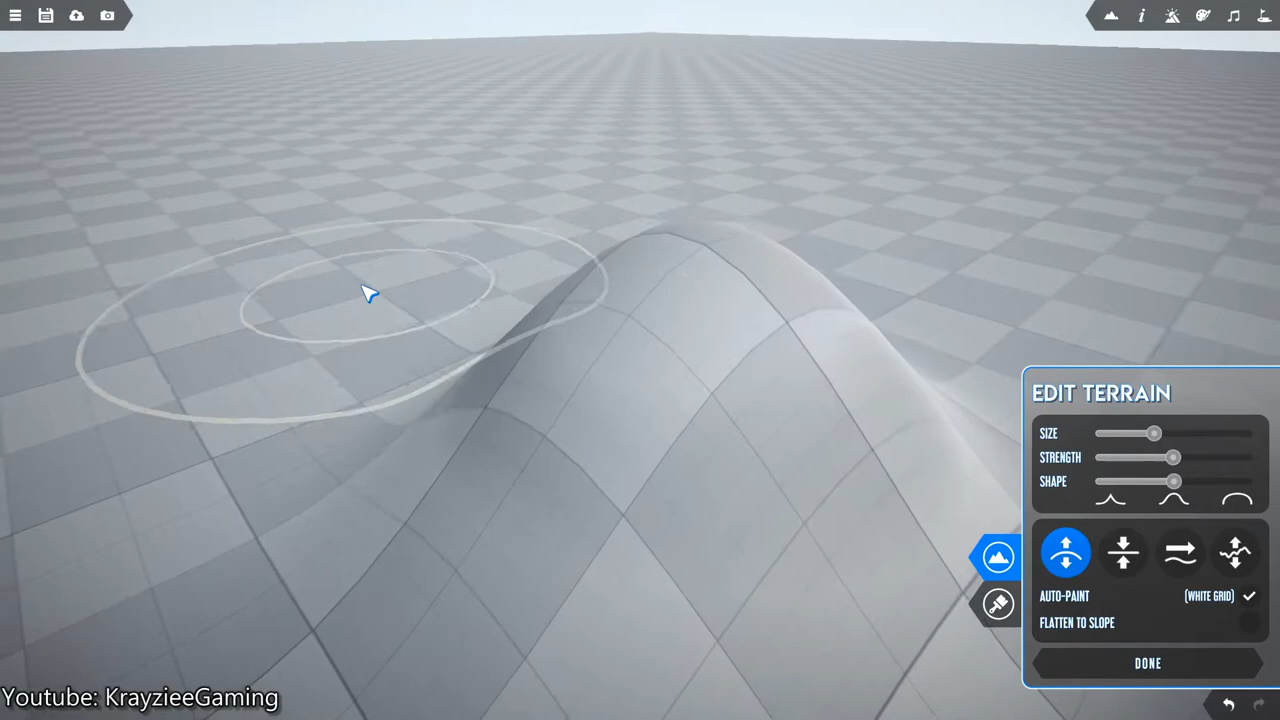 EDIT TERRAIN
SIZE
STRENGTH
SHAPE
AUTO-PAINT (WHITE GRID)
FLATTEN TO SLOPE
DONE
Youtube: KrayzieeGaming